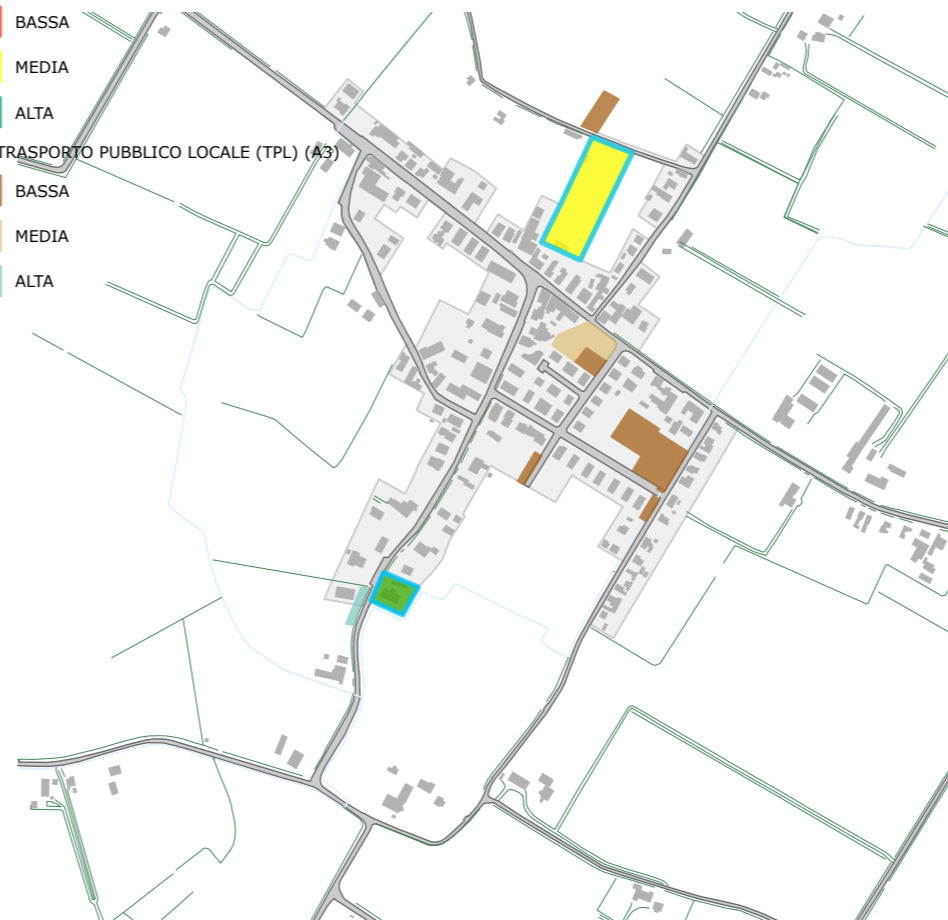 BASSA
MEDIA
ALTA
TRASPORTO PUBBLICO LOCALE (TPL) (A3)
BASSA
MEDIA
ALTA